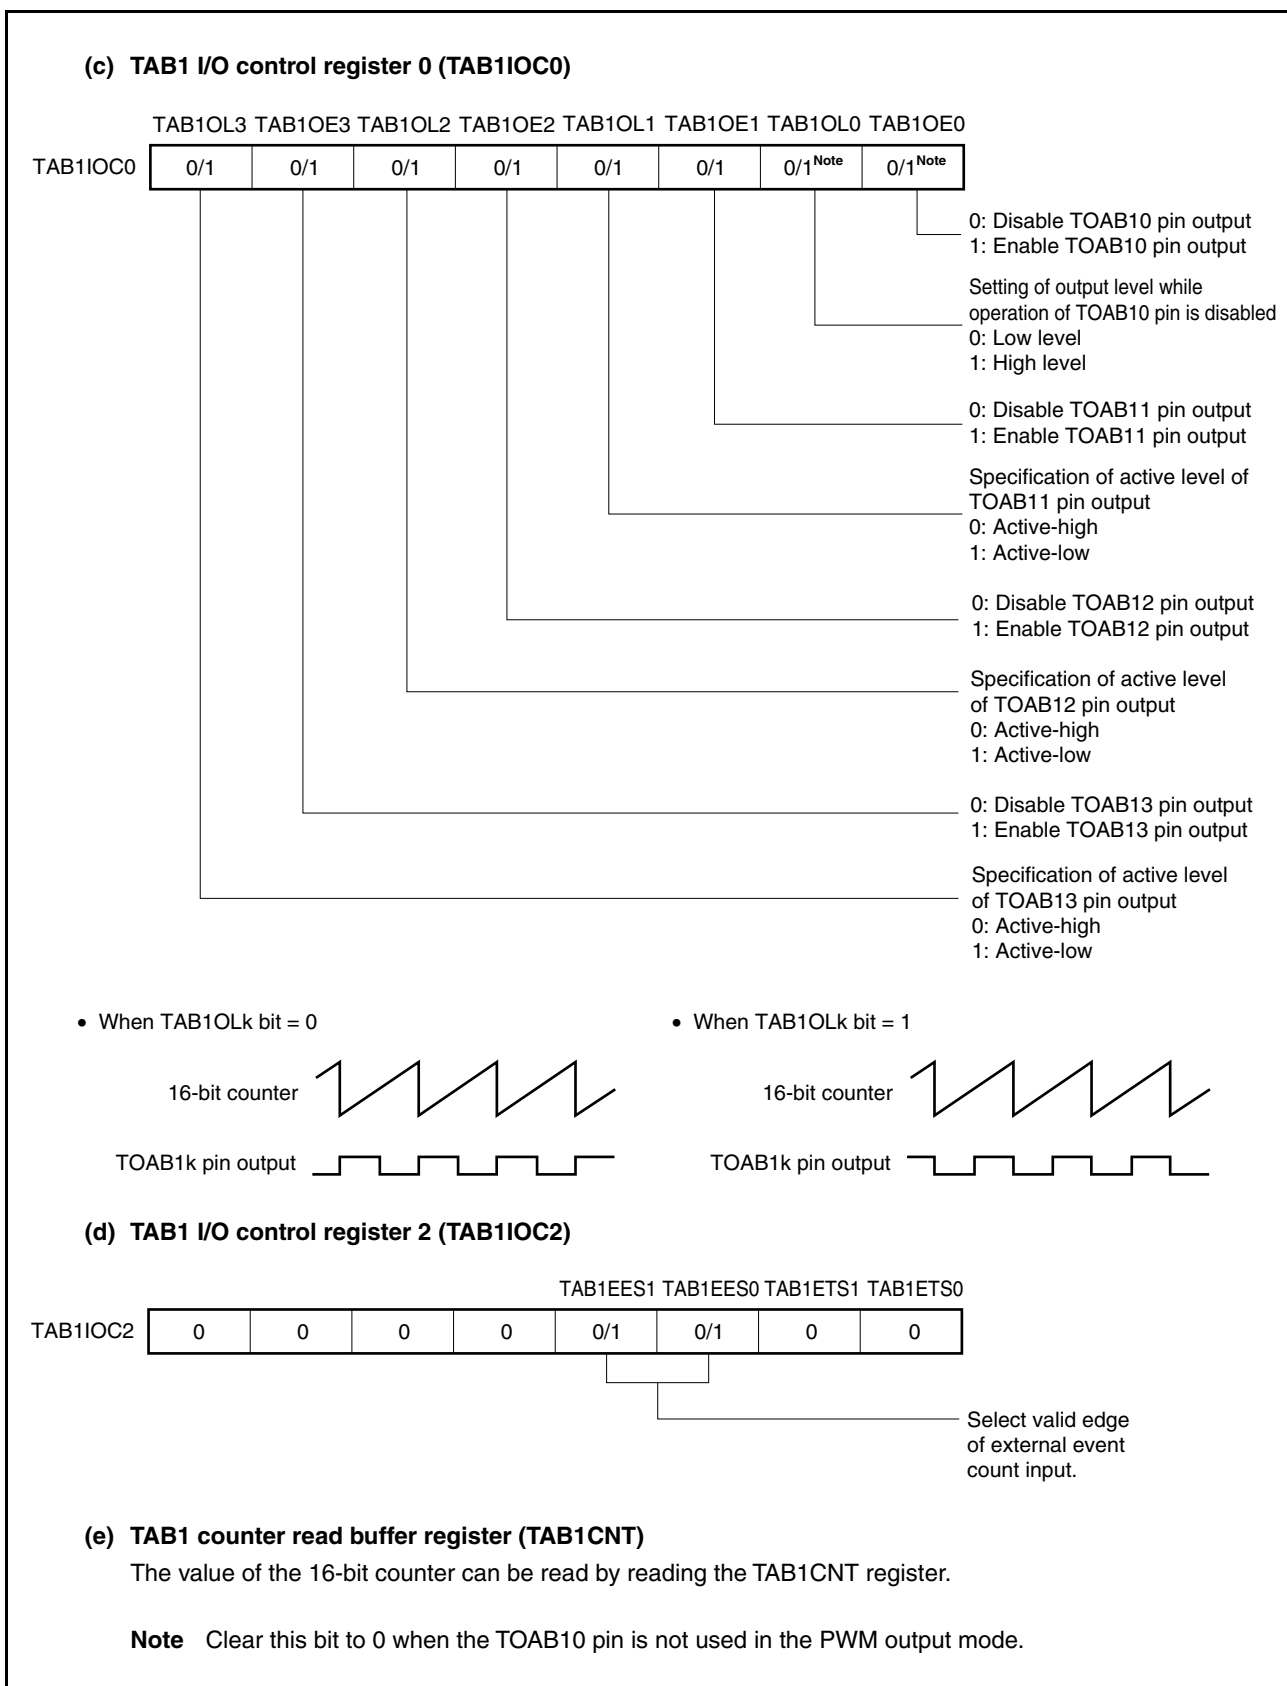 (c) TAB1 I/O control register 0 (TAB1IOC0)
TAB1OL3 TAB1OE3 TAB1OL2 TAB1OE2 TAB1OL1 TAB1OE1 TAB1OL0 TAB1OE0
TAB1IOC0 0/1 0/1 0/1 0/1 0/1 0/1 0/1Note 0/1Note
0: Disable TOAB10 pin output
1: Enable TOAB10 pin output
Setting of output level while
operation of TOAB10 pin is disabled
0: Low level
1: High level
0: Disable TOAB11 pin output
1: Enable TOAB11 pin output
Specification of active level of
TOAB11 pin output
0: Active-high
1: Active-low
0: Disable TOAB12 pin output
1: Enable TOAB12 pin output
Specification of active level
of TOAB12 pin output
0: Active-high
1: Active-low
0: Disable TOAB13 pin output
1: Enable TOAB13 pin output
Specification of active level
of TOAB13 pin output
0: Active-high
1: Active-low
• When TAB1OLk bit = 0
16-bit counter
TOAB1k pin output
• When TAB1OLk bit = 1
16-bit counter
TOAB1k pin output
(d) TAB1 I/O control register 2 (TAB1IOC2)
TAB1EES1 TAB1EES0 TAB1ETS1 TAB1ETS0
TAB1IOC2 0 0 0 0 0/1 0/1 0 0
Select valid edge
of external event
count input.
(e) TAB1 counter read buffer register (TAB1CNT)
The value of the 16-bit counter can be read by reading the TAB1CNT register.
Note Clear this bit to 0 when the TOAB10 pin is not used in the PWM output mode.